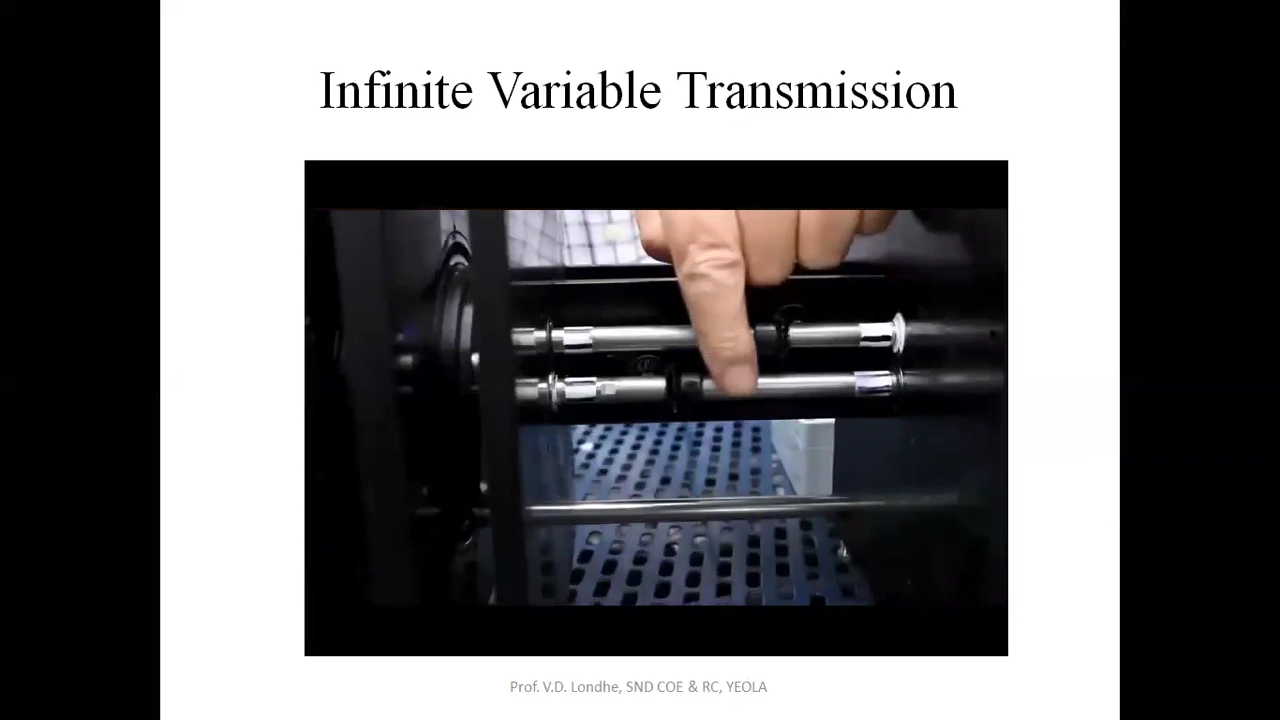 Infinite Variable Transmission
Prof. V.D. Londhe, SND COE & RC, YEOLA